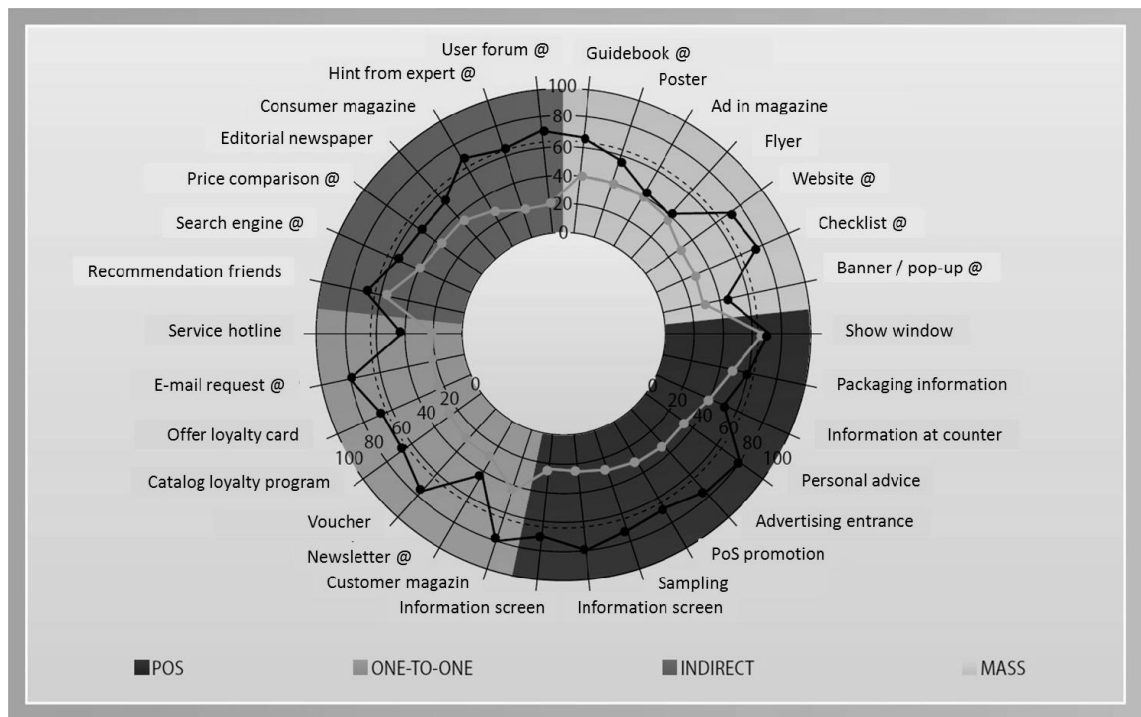 User forum @
Guidebook @
Hint from expert @
Poster
Consumer magazine
Ad in magazine
Editorial newspaper
Flyer
Price comparison @
Website @
Search engine @
Checklist @
Recommendation friends
Banner / pop-up @
Service hotline
Show window
E-mail request @
Packaging information
Offer loyalty card
Information at counter
Catalog loyalty program
Personal advice
Voucher
Advertising entrance
Newsletter @
PoS promotion
Customer magazin
Sampling
Information screen
Information screen
100
80
60
40
20
0
0
20
40
60
80
100
0
20
40
60
80
100
POS
ONE-TO-ONE
INDIRECT
MASS